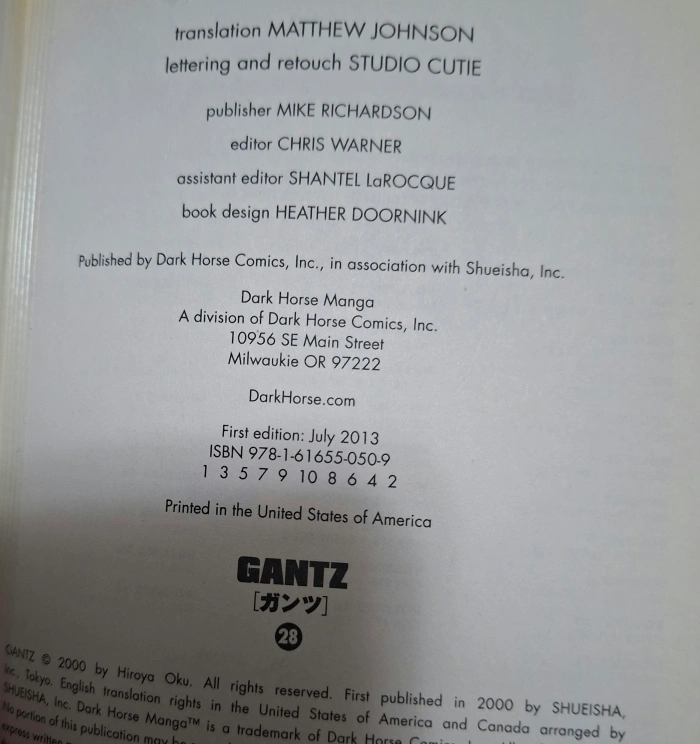 translation MATTHEW JOHNSON
lettering and retouch STUDIO CUTIE
publisher MIKE RICHARDSON
editor CHRIS WARNER
assistant editor SHANTEL LaROCQUE
book design HEATHER DOORNINK
Published by Dark Horse Comics, Inc., in association with Shueisha, Inc.
Dark Horse Manga
A division of Dark Horse Comics, Inc.
10956 SE Main Street
Milwaukie OR 97222
DarkHorse.com
First edition: July 2013
ISBN 978-1-61655-050-9
1 3 5 7 9 10 8 6 4 2
Printed in the United States of America
GANTZ
[ガンツ]
28
GANTZ © 2000 by Hiroya Oku. All rights reserved. First published in 2000 by SHUEISHA,
Inc., Tokyo. English translation rights in the United States of America and Canada arranged by
SHUEISHA, Inc. Dark Horse Manga™ is a trademark of Dark Horse
No portion of this publication may
express written